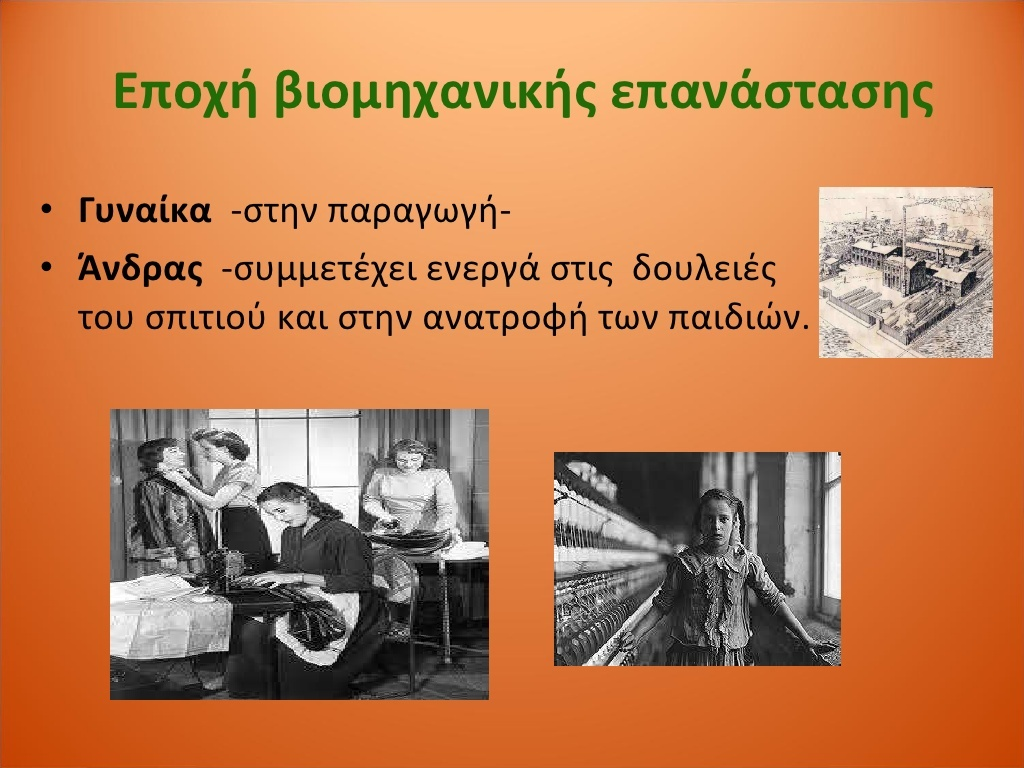 Εποχή βιομηχανικής επανάστασης
• Γυναίκα -στην παραγωγή-
• Άνδρας -συμμετέχει ενεργά στις δουλειές
του σπιτιού και στην ανατροφή των παιδιών.